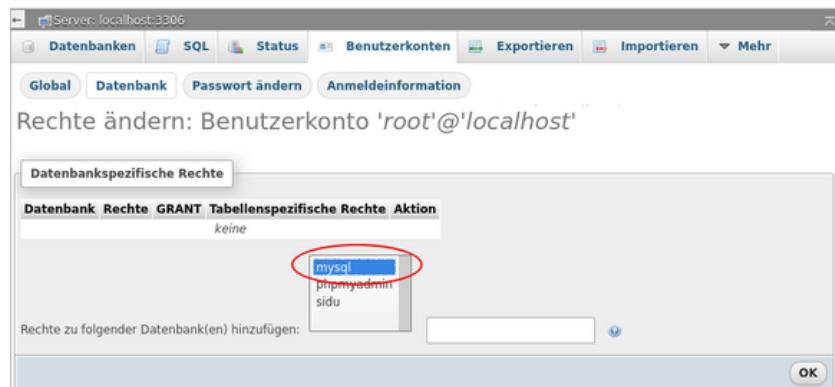 Server: localhost:3306
Datenbanken SQL Status Benutzerkonten Exportieren Importieren Mehr
Global Datenbank Passwort ändern Anmeldeinformation
Rechte ändern: Benutzerkonto 'root'@'localhost'
Datenbankspezifische Rechte
Datenbank Rechte GRANT Tabellenspezifische Rechte Aktion
keine
mysql
phpmyadmin
sidu
Rechte zu folgender Datenbank(en) hinzufügen:
OK